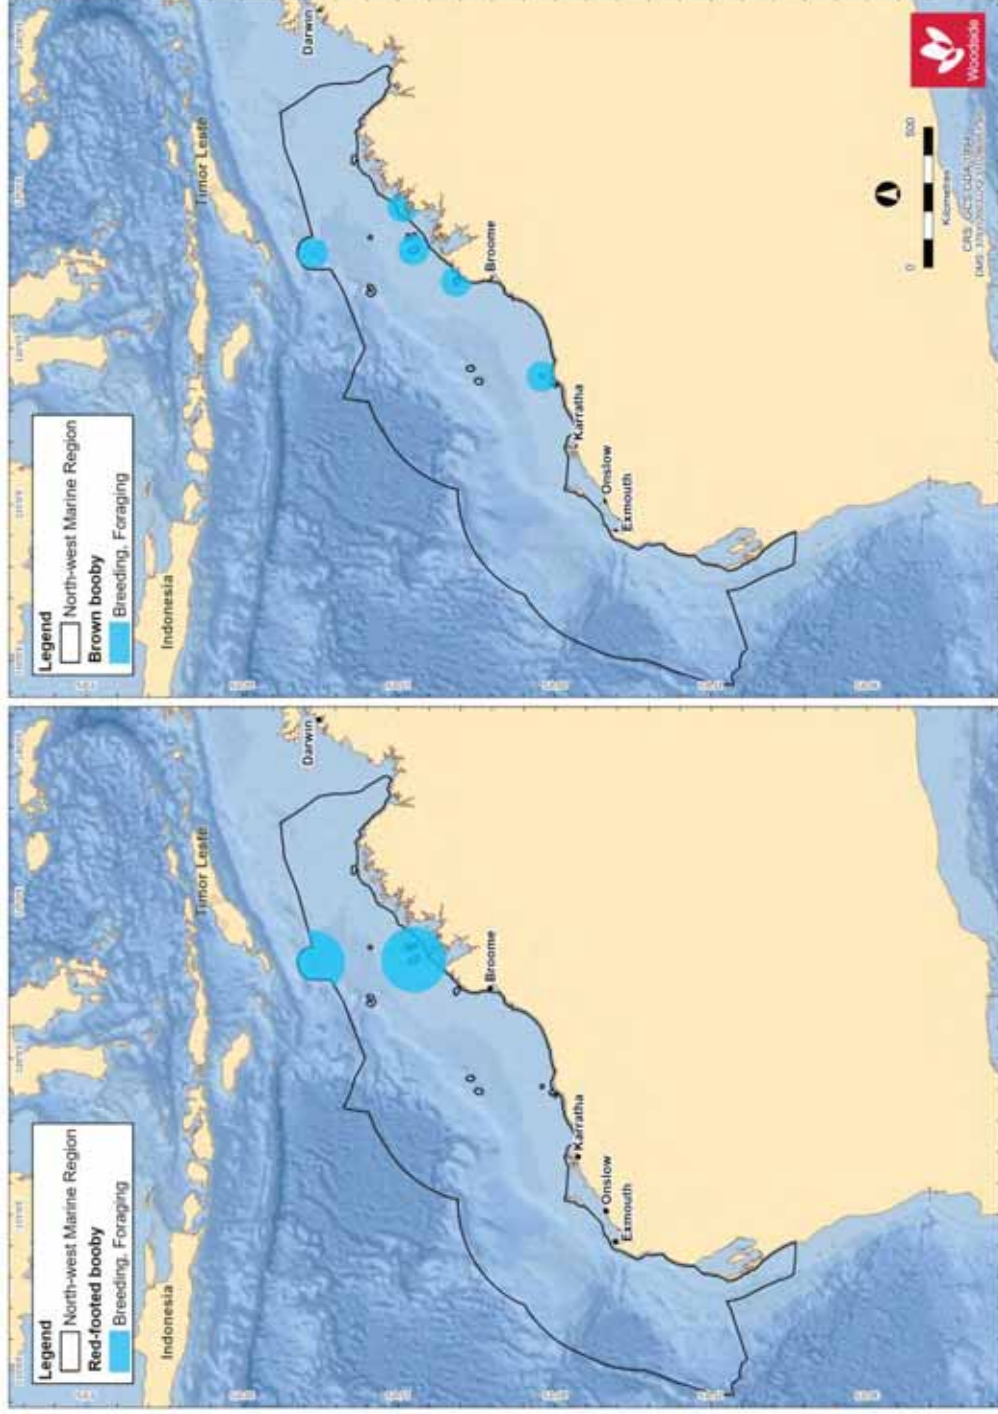 Legend
North-west Marine Region
Red-footed booby
Breeding, Foraging
Indonesia
Timor Leste
Darwin
Broome
Karratha
Onslow
Exmouth
Legend
North-west Marine Region
Brown booby
Breeding, Foraging
Indonesia
Timor Leste
Darwin
Broome
Karratha
Onslow
Exmouth
0 500
Kilometres
Woodside